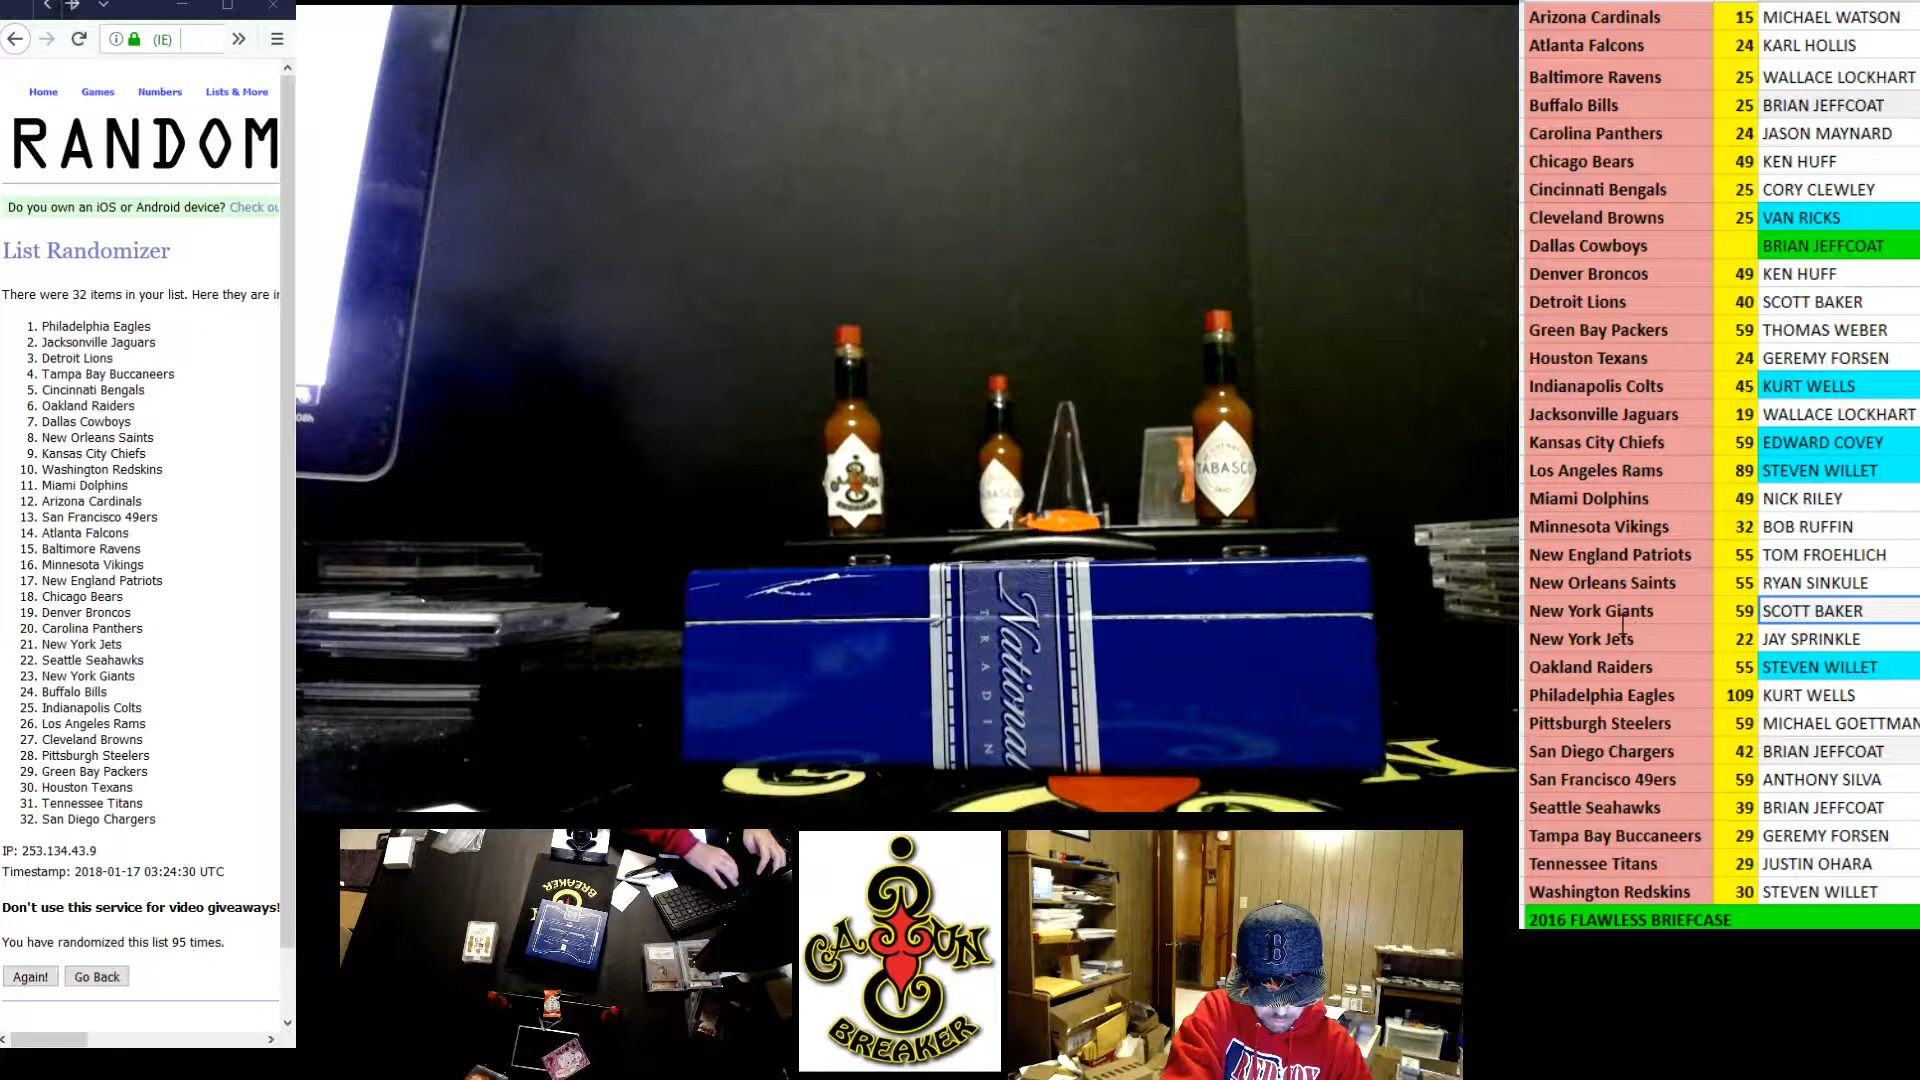 (IE)
Home Games Numbers Lists & More
RANDOM
Do you own an iOS or Android device? Check ou
List Randomizer
There were 32 items in your list. Here they are in
1. Philadelphia Eagles
2. Jacksonville Jaguars
3. Detroit Lions
4. Tampa Bay Buccaneers
5. Cincinnati Bengals
6. Oakland Raiders
7. Dallas Cowboys
8. New Orleans Saints
9. Kansas City Chiefs
10. Washington Redskins
11. Miami Dolphins
12. Arizona Cardinals
13. San Francisco 49ers
14. Atlanta Falcons
15. Baltimore Ravens
16. Minnesota Vikings
17. New England Patriots
18. Chicago Bears
19. Denver Broncos
20. Carolina Panthers
21. New York Jets
22. Seattle Seahawks
23. New York Giants
24. Buffalo Bills
25. Indianapolis Colts
26. Los Angeles Rams
27. Cleveland Browns
28. Pittsburgh Steelers
29. Green Bay Packers
30. Houston Texans
31. Tennessee Titans
32. San Diego Chargers
IP: 253.134.43.9
Timestamp: 2018-01-17 03:24:30 UTC
Don't use this service for video giveaways!
You have randomized this list 95 times.
Again! Go Back
CAJUN
BREAKER
TABASCO
TABASCO
National
TRADIN
BREAKER
CAJUN
BREAKER
B
RED SOX
Arizona Cardinals 15 MICHAEL WATSON
Atlanta Falcons 24 KARL HOLLIS
Baltimore Ravens 25 WALLACE LOCKHART
Buffalo Bills 25 BRIAN JEFFCOAT
Carolina Panthers 24 JASON MAYNARD
Chicago Bears 49 KEN HUFF
Cincinnati Bengals 25 CORY CLEWLEY
Cleveland Browns 25 VAN RICKS
Dallas Cowboys BRIAN JEFFCOAT
Denver Broncos 49 KEN HUFF
Detroit Lions 40 SCOTT BAKER
Green Bay Packers 59 THOMAS WEBER
Houston Texans 24 GEREMY FORSEN
Indianapolis Colts 45 KURT WELLS
Jacksonville Jaguars 19 WALLACE LOCKHART
Kansas City Chiefs 59 EDWARD COVEY
Los Angeles Rams 89 STEVEN WILLET
Miami Dolphins 49 NICK RILEY
Minnesota Vikings 32 BOB RUFFIN
New England Patriots 55 TOM FROEHLICH
New Orleans Saints 55 RYAN SINKULE
New York Giants 59 SCOTT BAKER
New York Jets 22 JAY SPRINKLE
Oakland Raiders 55 STEVEN WILLET
Philadelphia Eagles 109 KURT WELLS
Pittsburgh Steelers 59 MICHAEL GOETTMAN
San Diego Chargers 42 BRIAN JEFFCOAT
San Francisco 49ers 59 ANTHONY SILVA
Seattle Seahawks 39 BRIAN JEFFCOAT
Tampa Bay Buccaneers 29 GEREMY FORSEN
Tennessee Titans 29 JUSTIN OHARA
Washington Redskins 30 STEVEN WILLET
2016 FLAWLESS BRIEFCASE